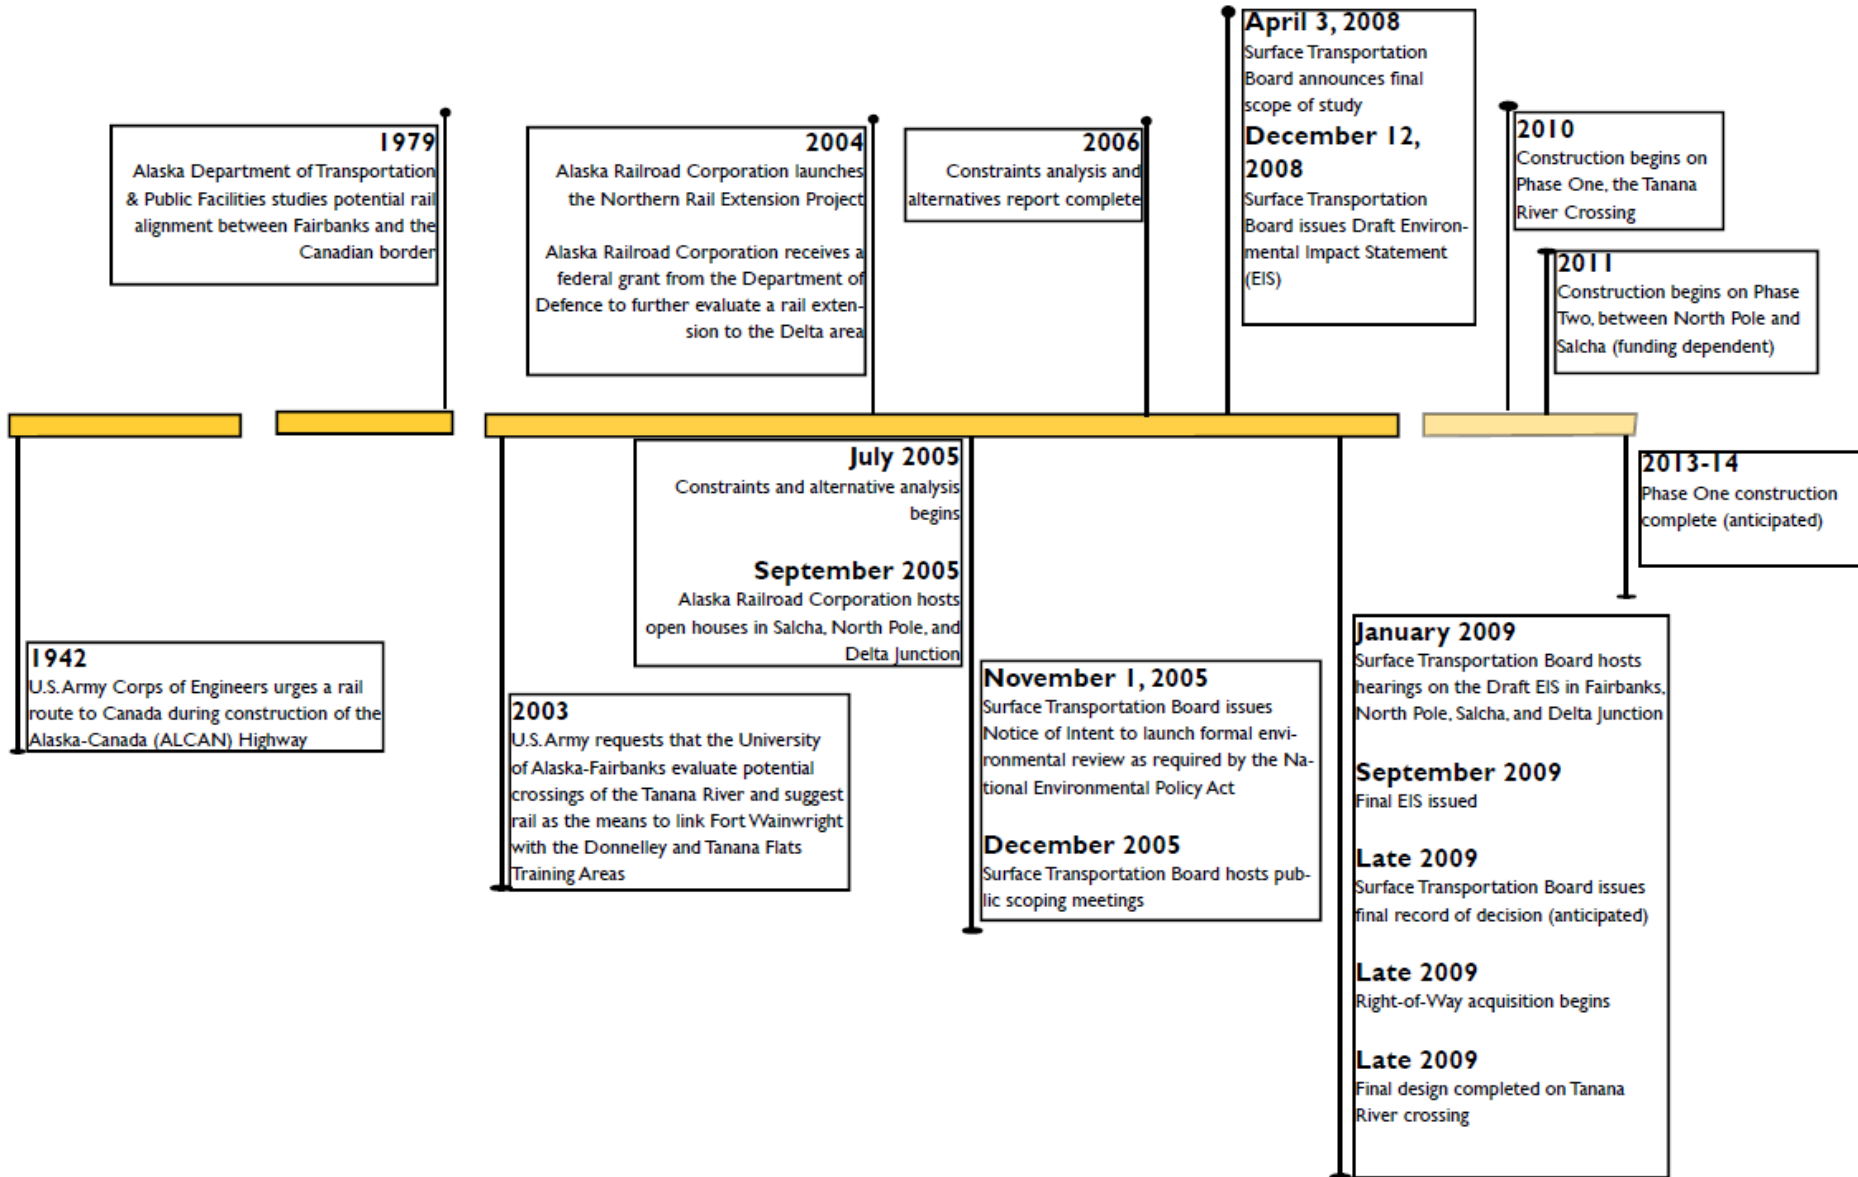 1942
U.S. Army Corps of Engineers urges a rail
route to Canada during construction of the
Alaska-Canada (ALCAN) Highway
1979
Alaska Department of Transportation
& Public Facilities studies potential rail
alignment between Fairbanks and the
Canadian border
2003
U.S. Army requests that the University
of Alaska-Fairbanks evaluate potential
crossings of the Tanana River and suggest
rail as the means to link Fort Wainwright
with the Donnelley and Tanana Flats
Training Areas
2004
Alaska Railroad Corporation launches
the Northern Rail Extension Project
Alaska Railroad Corporation receives a
federal grant from the Department of
Defence to further evaluate a rail exten-
sion to the Delta area
July 2005
Constraints and alternative analysis
begins
September 2005
Alaska Railroad Corporation hosts
open houses in Salcha, North Pole, and
Delta Junction
November 1, 2005
Surface Transportation Board issues
Notice of Intent to launch formal envi-
ronmental review as required by the Na-
tional Environmental Policy Act
December 2005
Surface Transportation Board hosts pub-
lic scoping meetings
2006
Constraints analysis and
alternatives report complete
April 3, 2008
Surface Transportation
Board announces final
scope of study
December 12,
2008
Surface Transportation
Board issues Draft Environ-
mental Impact Statement
(EIS)
January 2009
Surface Transportation Board hosts
hearings on the Draft EIS in Fairbanks,
North Pole, Salcha, and Delta Junction
September 2009
Final EIS issued
Late 2009
Surface Transportation Board issues
final record of decision (anticipated)
Late 2009
Right-of-Way acquisition begins
Late 2009
Final design completed on Tanana
River crossing
2010
Construction begins on
Phase One, the Tanana
River Crossing
2011
Construction begins on Phase
Two, between North Pole and
Salcha (funding dependent)
2013-14
Phase One construction
complete (anticipated)